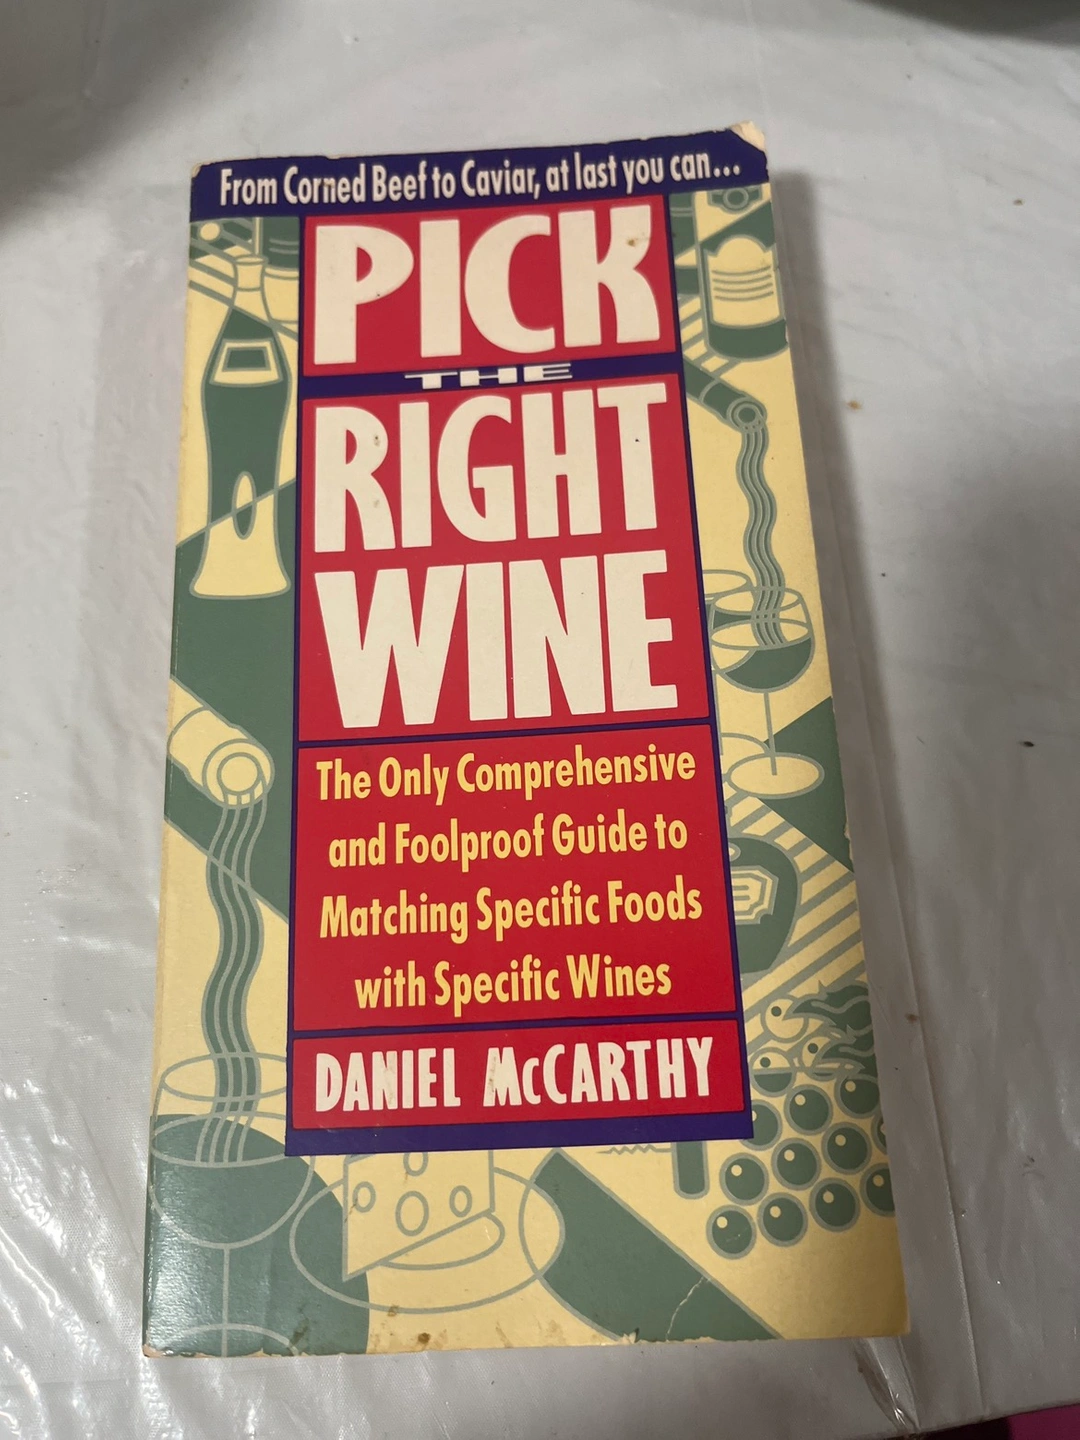 From Corned Beef to Caviar, at last you can...
PICK
THE
RIGHT
WINE
The Only Comprehensive
and Foolproof Guide to
Matching Specific Foods
with Specific Wines
DANIEL McCARTHY